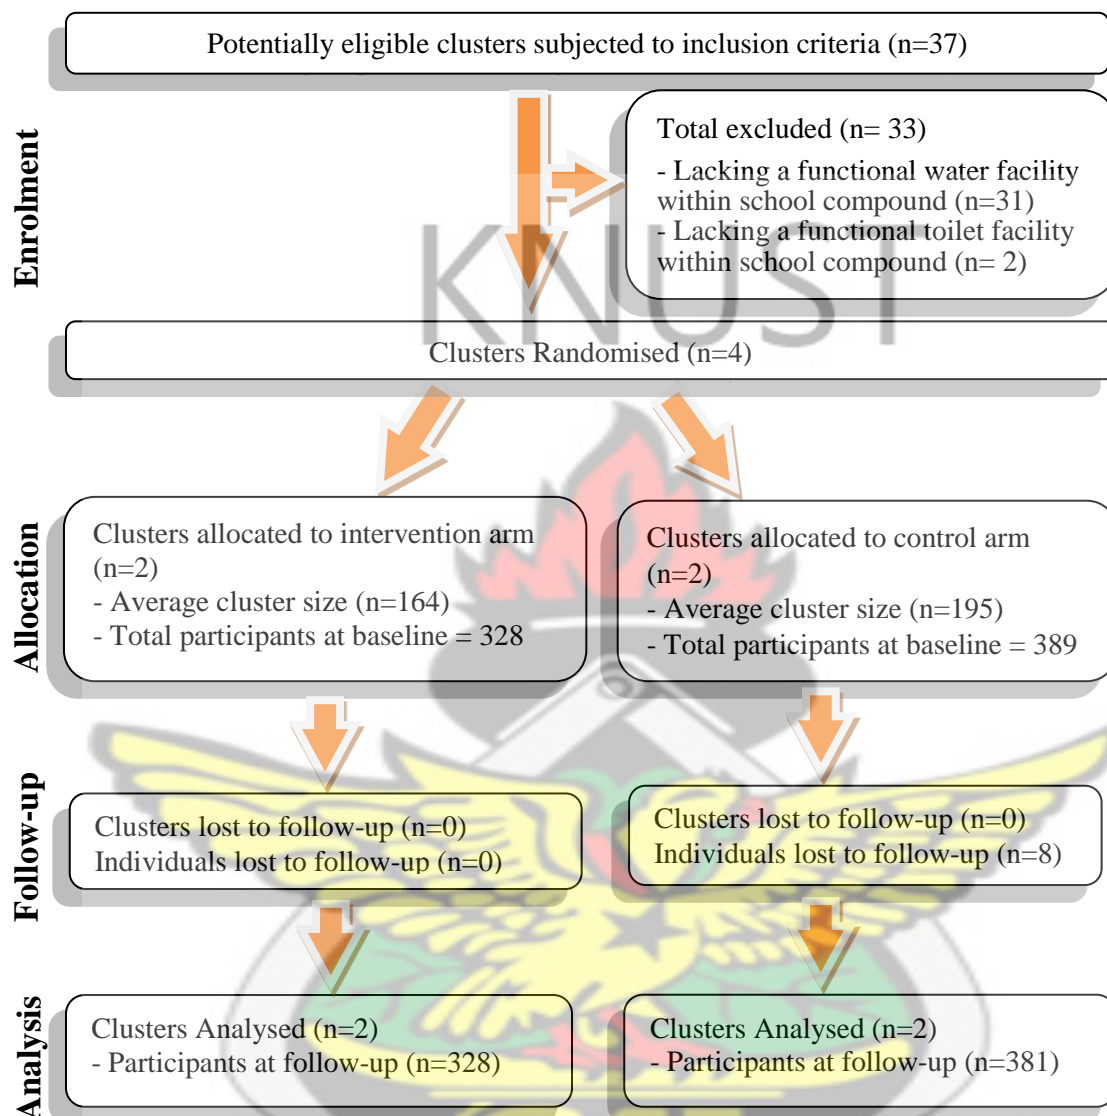 Potentially eligible clusters subjected to inclusion criteria (n=37)
Enrolment
Total excluded (n= 33)
- Lacking a functional water facility
within school compound (n=31)
- Lacking a functional toilet facility
within school compound (n= 2)
KNUST
Clusters Randomised (n=4)
Allocation
Clusters allocated to intervention arm
(n=2)
- Average cluster size (n=164)
- Total participants at baseline = 328
Clusters allocated to control arm
(n=2)
- Average cluster size (n=195)
- Total participants at baseline = 389
Follow-up
Clusters lost to follow-up (n=0)
Individuals lost to follow-up (n=0)
Clusters lost to follow-up (n=0)
Individuals lost to follow-up (n=8)
Analysis
Clusters Analysed (n=2)
- Participants at follow-up (n=328)
Clusters Analysed (n=2)
- Participants at follow-up (n=381)